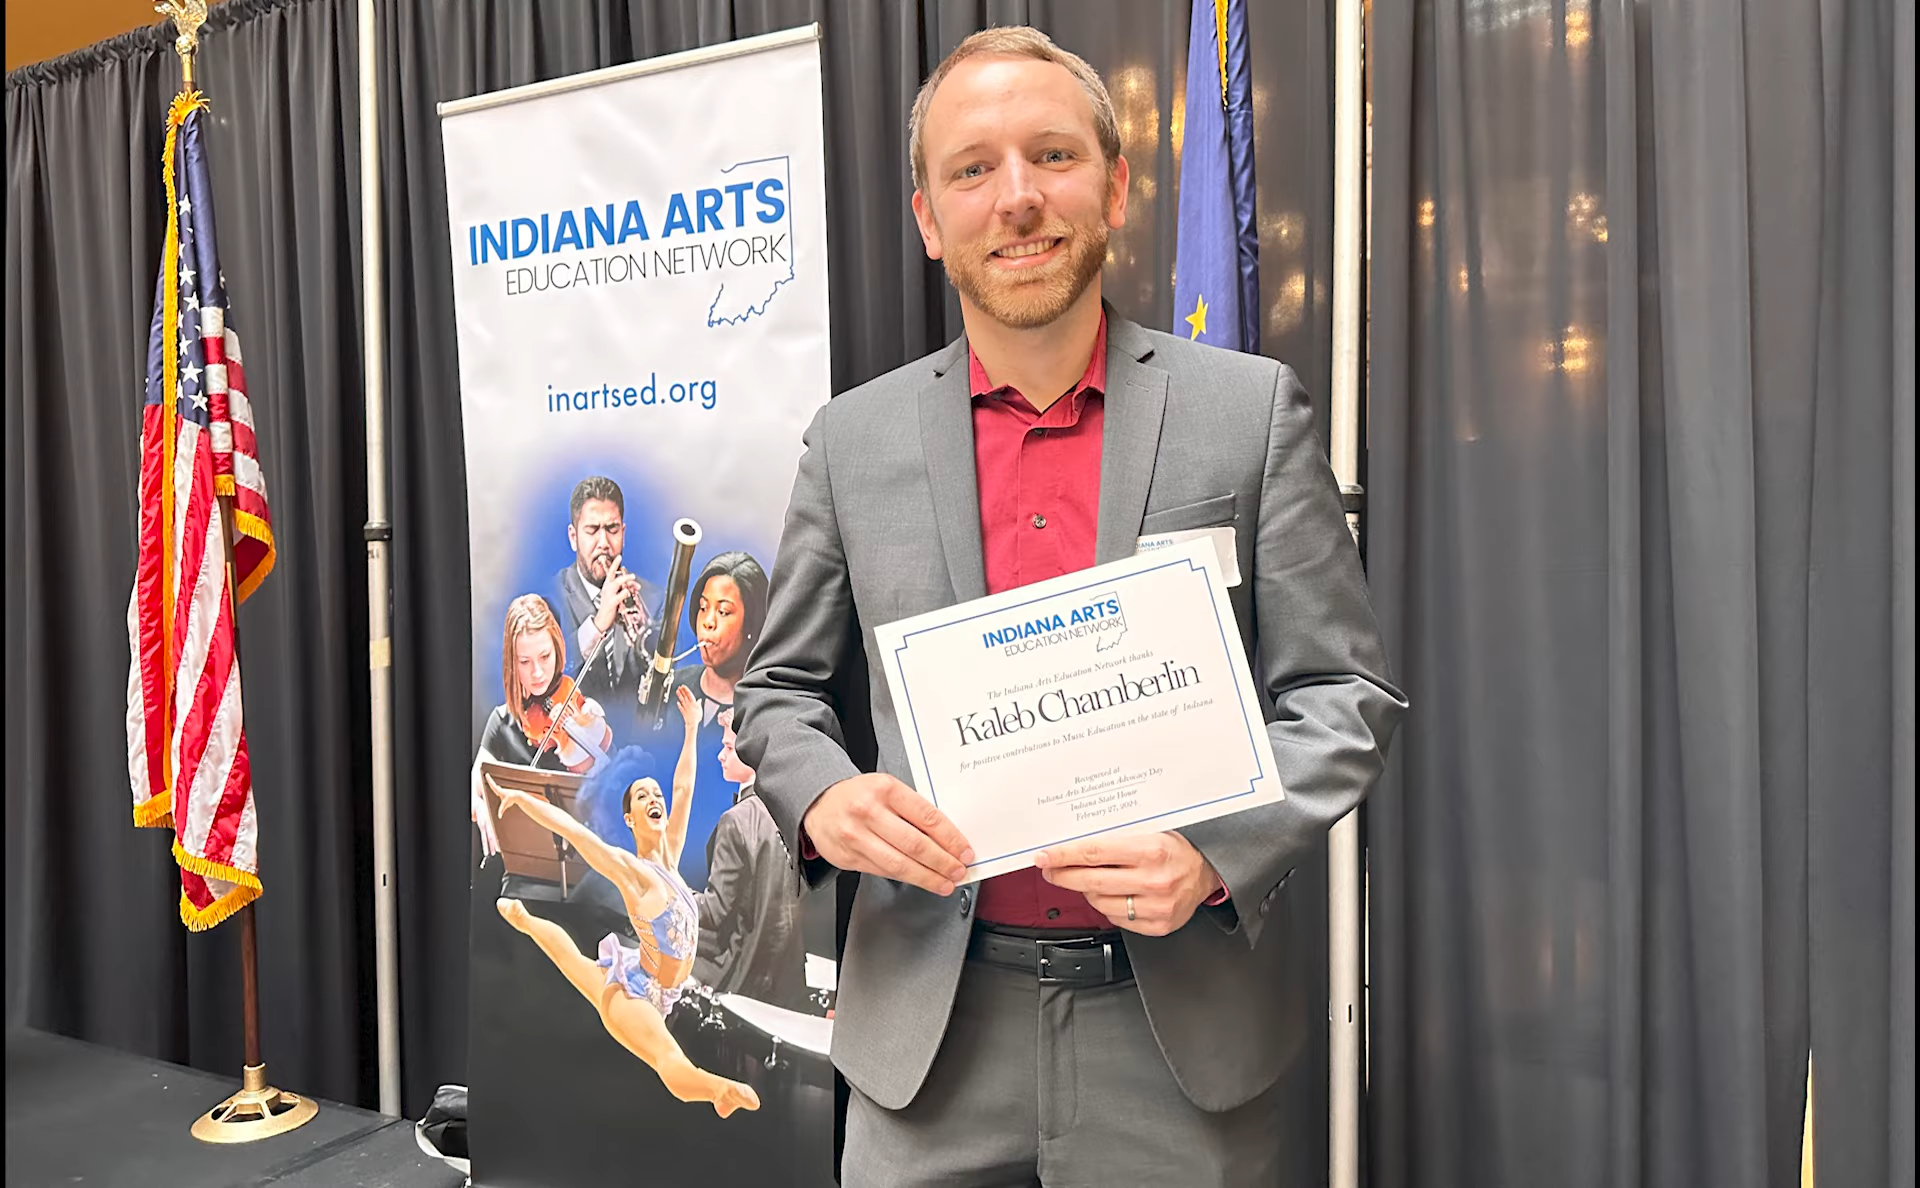 INDIANA ARTS
EDUCATION NETWORK
inartsed.org
DIANA ARTS
INDIANA ARTS
EDUCATION NETWORK
The Indiana Arts Education Network thanks
Kaleb Chamberlin
for positive contributions to Music Education in the state of Indiana
Recognized at
Indiana Arts Education Advocacy Day
Indiana State House
February 27, 2024